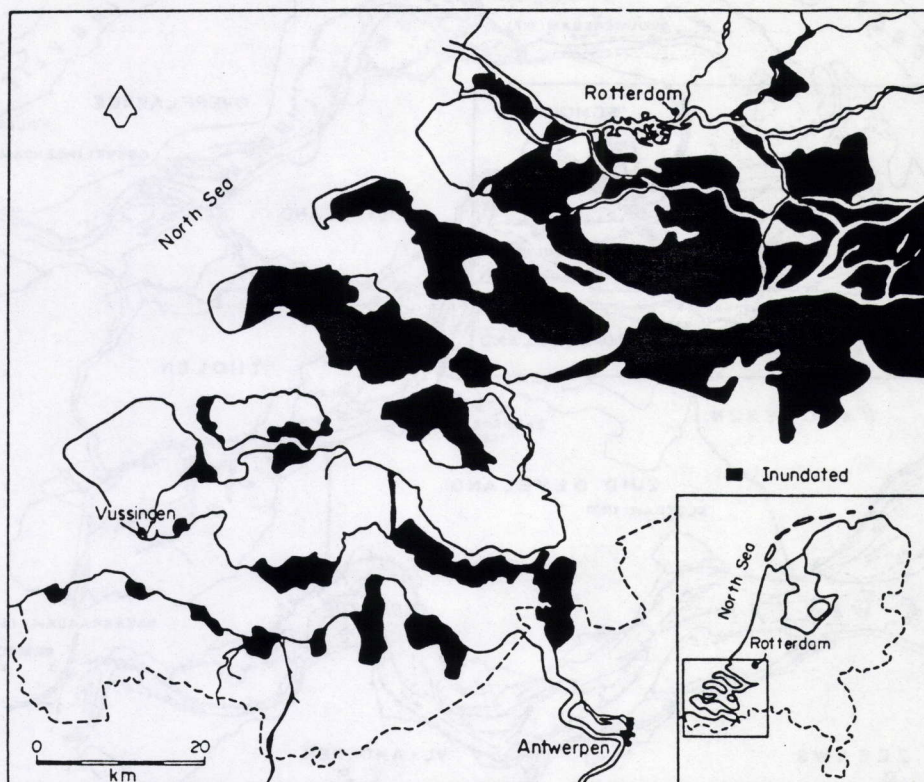 Rotterdam
North Sea
Inundated
Vussingen
North Sea
Rotterdam
Antwerpen
0 20
km